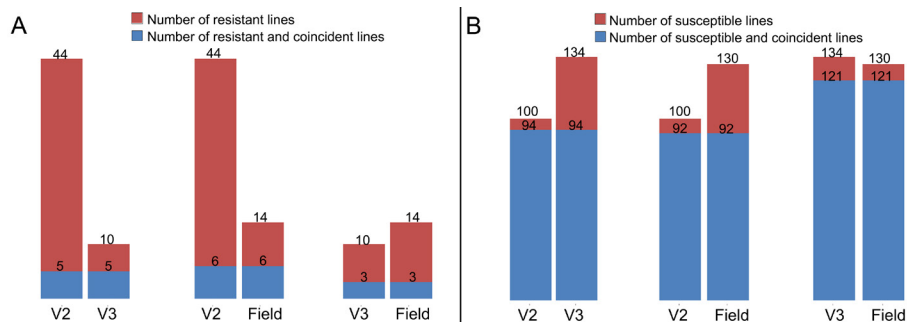 A
Number of resistant lines
Number of resistant and coincident lines
44
44
14
14
10
10
5
5
6
6
3
3
V2
V3
V2
Field
V3
Field
B
Number of susceptible lines
Number of susceptible and coincident lines
134
130
134
130
100
100
121
121
94
94
92
92
V2
V3
V2
Field
V3
Field